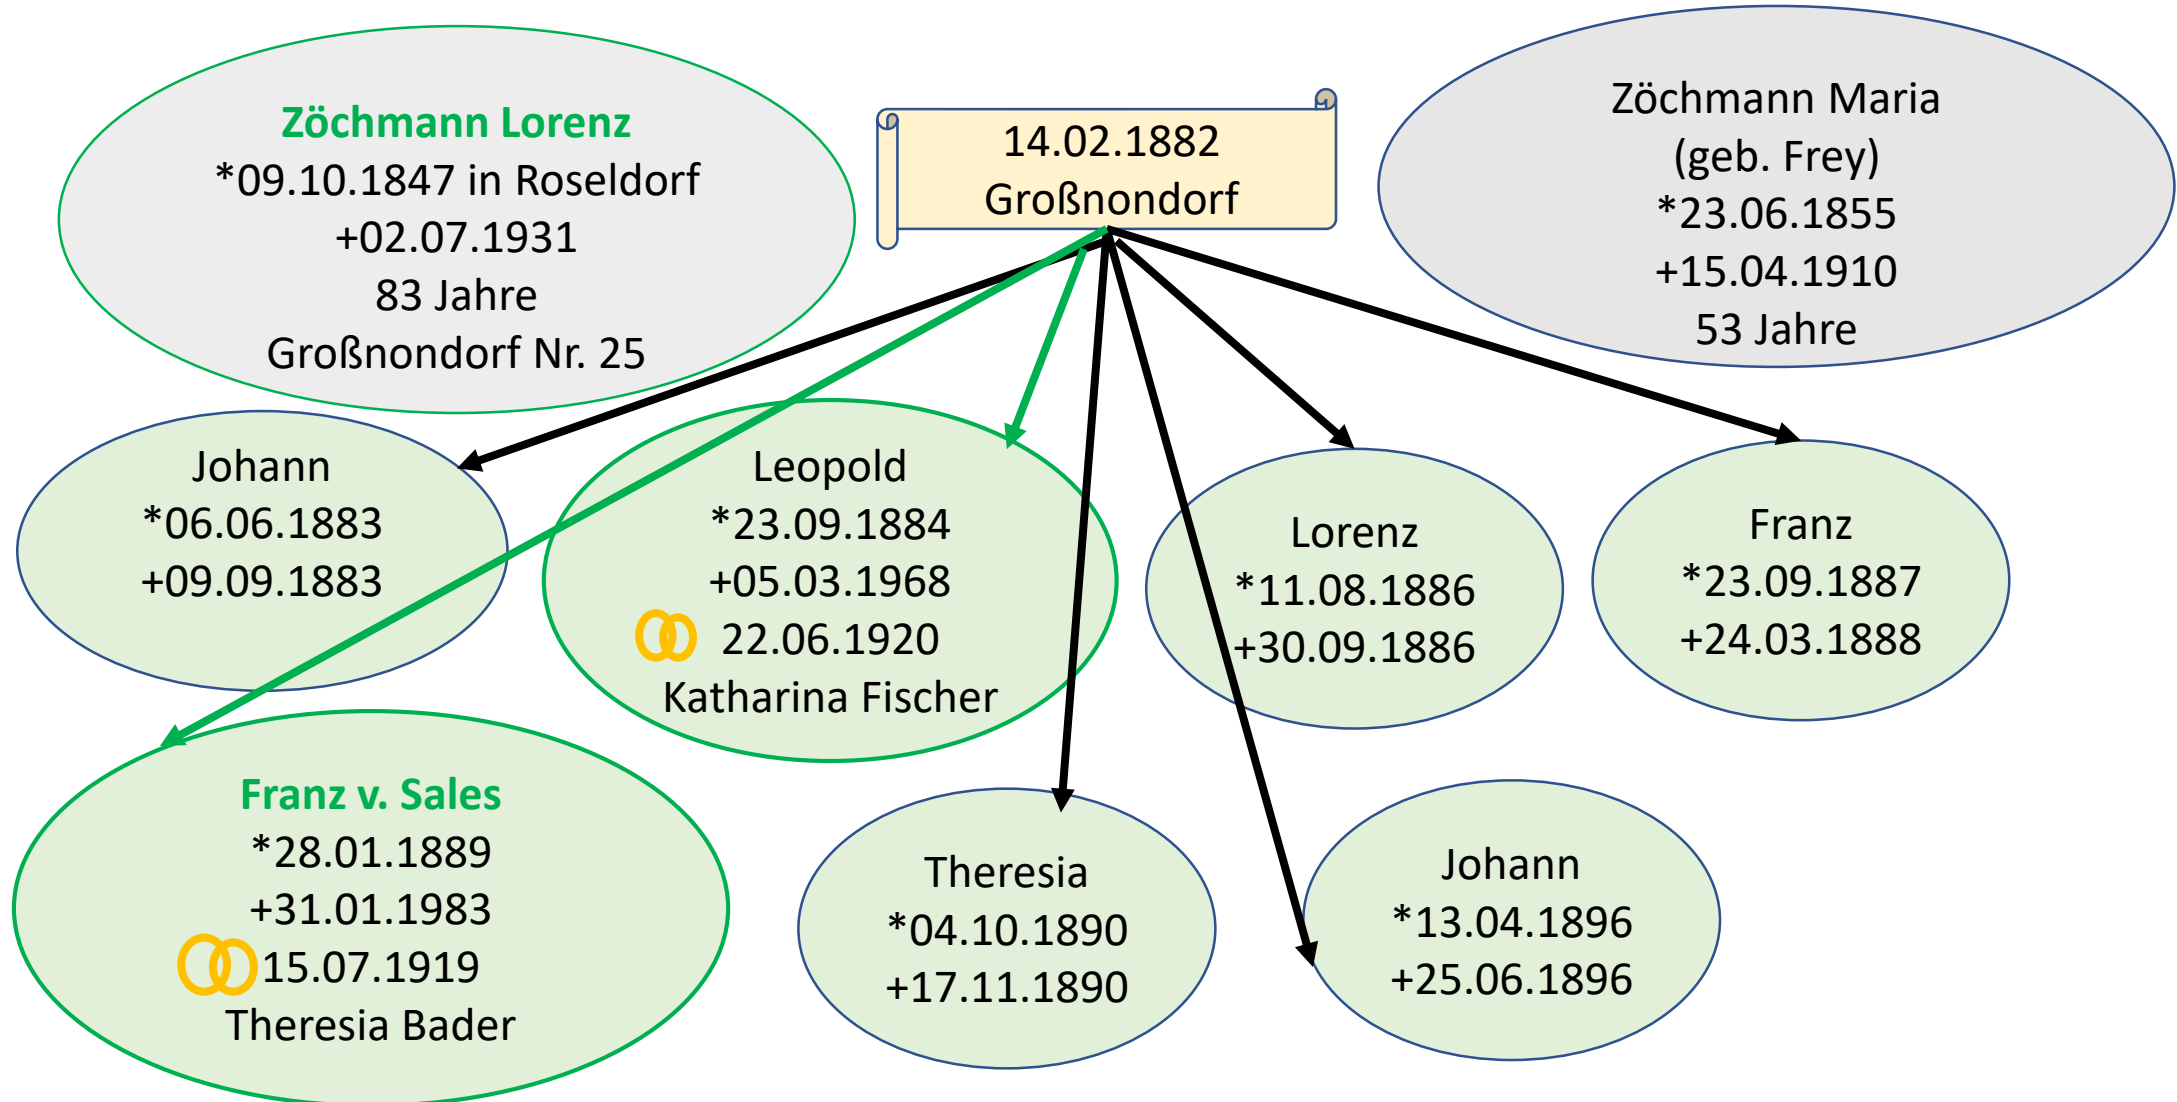 Zöchmann Lorenz
*09.10.1847 in Roseldorf
+02.07.1931
83 Jahre
Großnondorf Nr. 25
14.02.1882
Großnondorf
Zöchmann Maria
(geb. Frey)
*23.06.1855
+15.04.1910
53 Jahre
Johann
*06.06.1883
+09.09.1883
Leopold
*23.09.1884
+05.03.1968
22.06.1920
Katharina Fischer
Lorenz
*11.08.1886
+30.09.1886
Franz
*23.09.1887
+24.03.1888
Franz v. Sales
*28.01.1889
+31.01.1983
15.07.1919
Theresia Bader
Theresia
*04.10.1890
+17.11.1890
Johann
*13.04.1896
+25.06.1896